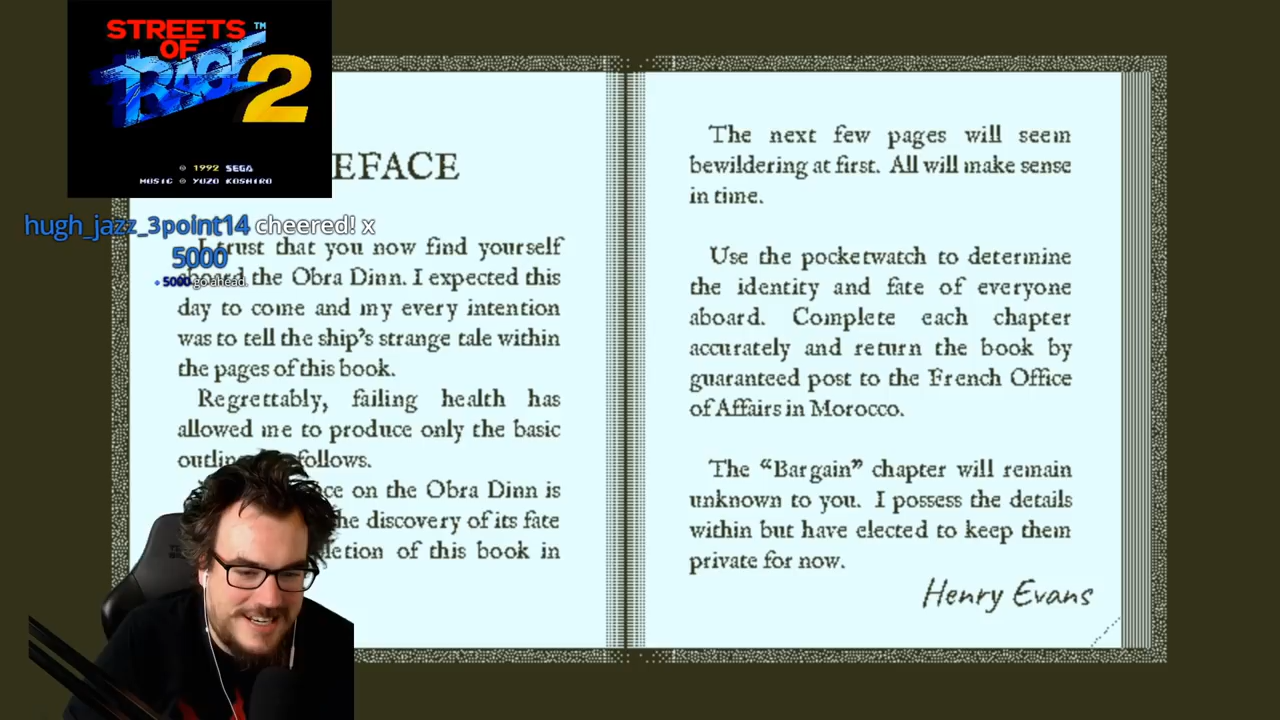 STREETS
OF
RAGE 2
TM
© 1992 SEGA
MUSIC © YUZO KOSHIRO
hugh_jazz_3point14 cheered! x
5000
5000 go ahead.
EFACE
I trust that you now find yourself
the Obra Dinn. I expected this
day to come and my every intention
was to tell the ship's strange tale within
the pages of this book.
Regrettably, failing health has
allowed me to produce only the basic
follows.
on the Obra Dinn is
the discovery of its fate
of this book in
The next few pages will seem
bewildering at first. All will make sense
in time.
Use the pocketwatch to determine
the identity and fate of everyone
aboard. Complete each chapter
accurately and return the book by
guaranteed post to the French Office
of Affairs in Morocco.
The “Bargain” chapter will remain
unknown to you. I possess the details
within but have elected to keep them
private for now.
Henry Evans